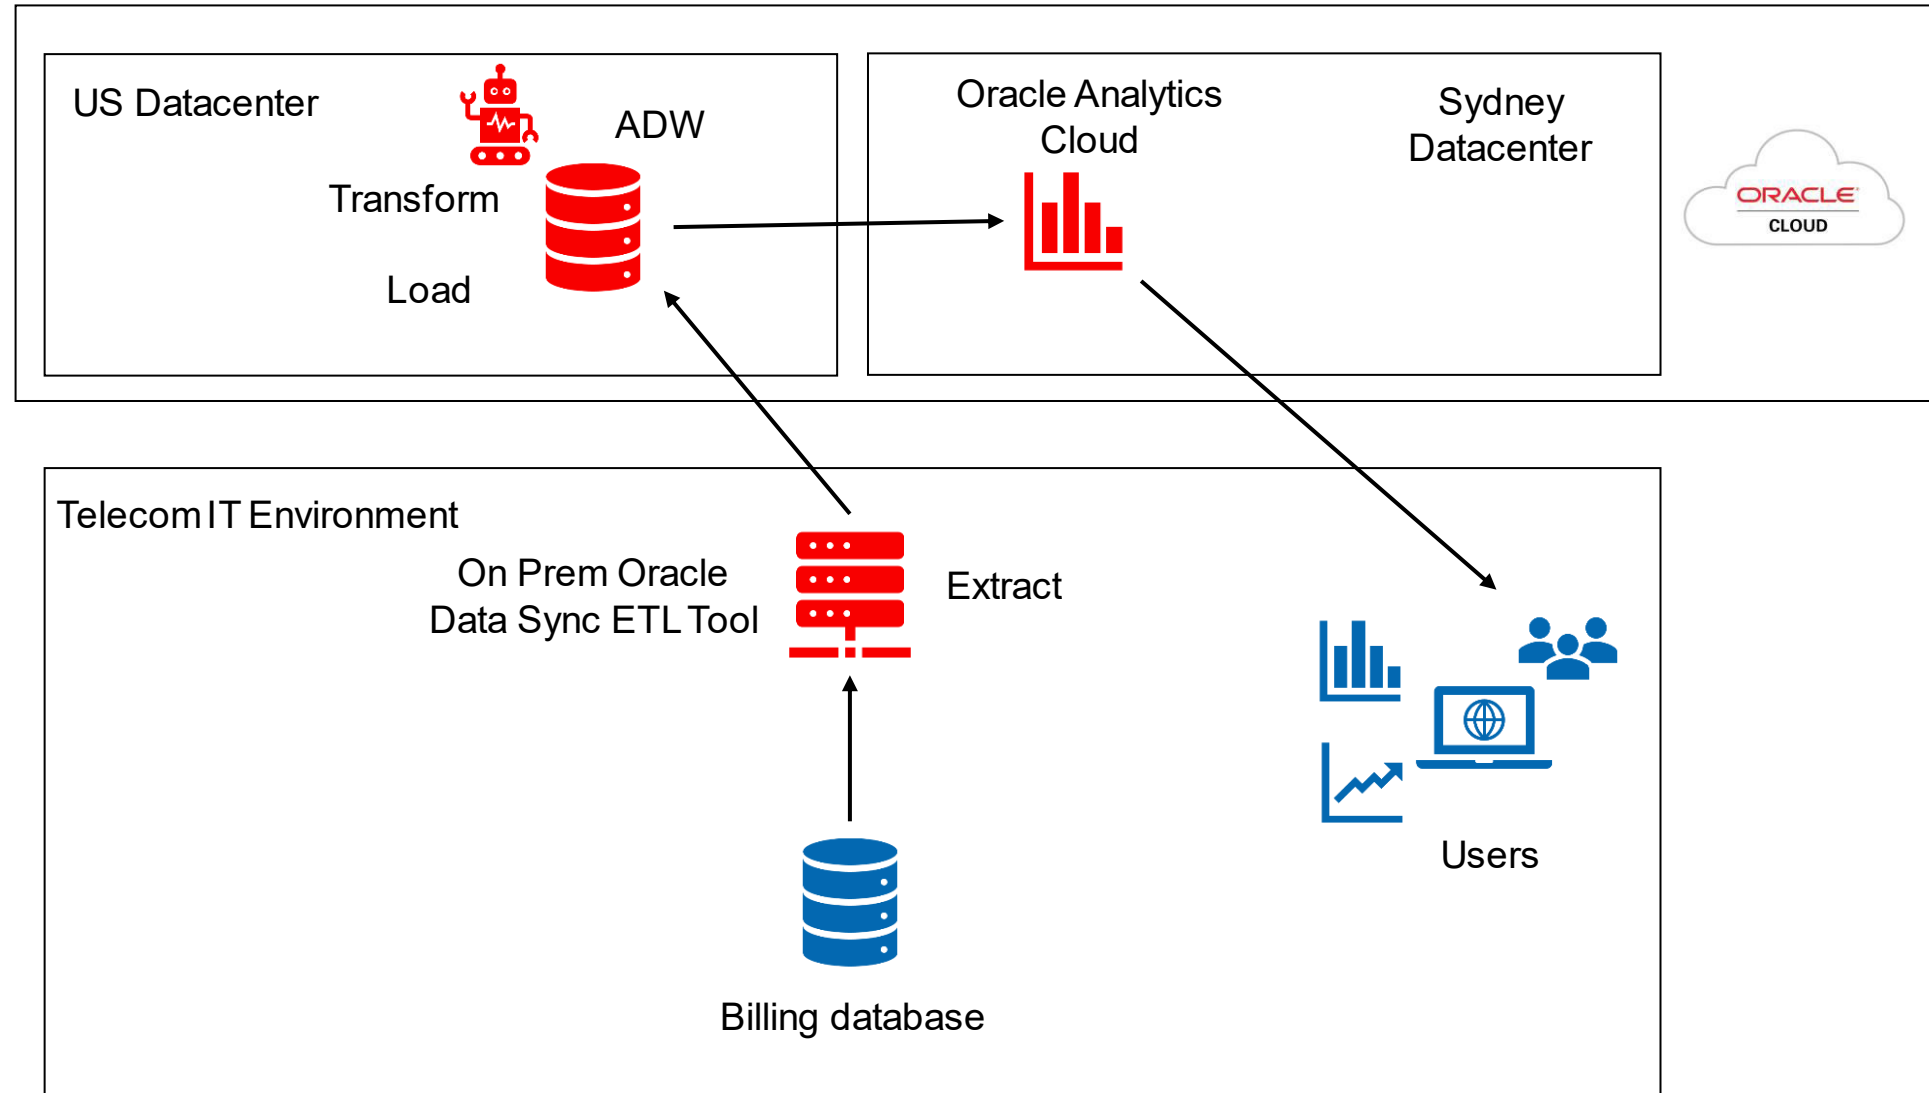 US Datacenter
ADW
Transform
Load
Oracle Analytics
Cloud
Sydney
Datacenter
ORACLE
CLOUD
Telecom IT Environment
On Prem Oracle
Data Sync ETL Tool
Extract
Users
Billing database